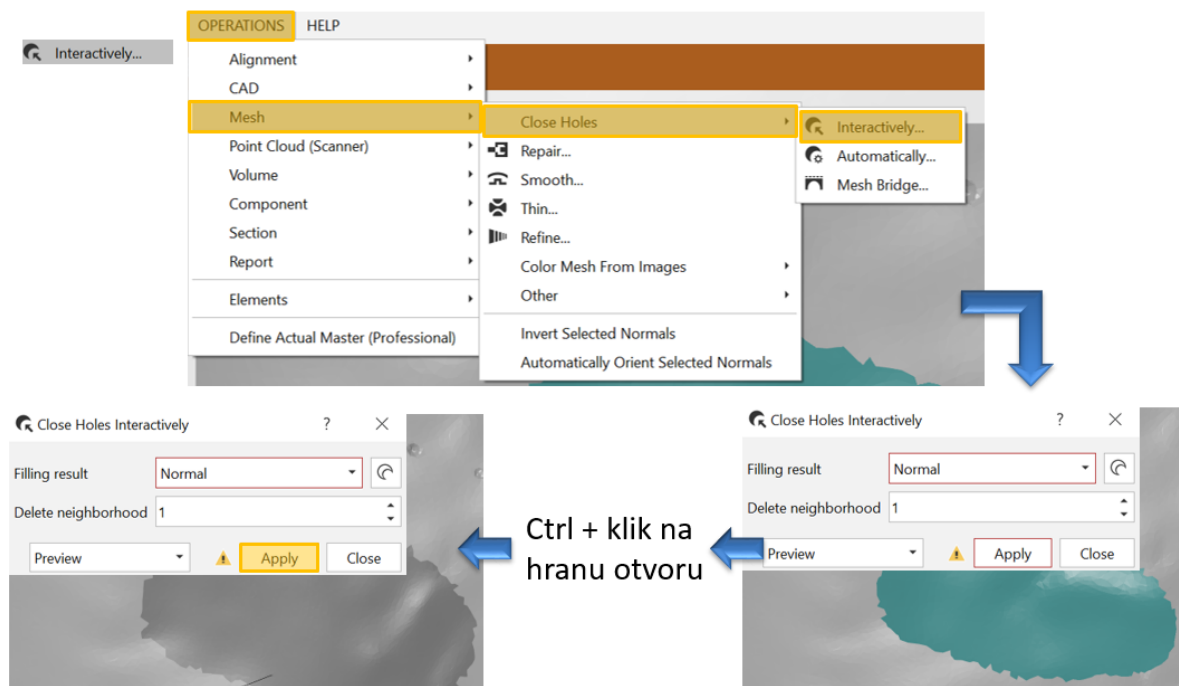 OPERATIONS HELP
Interactively...
Alignment
CAD
Mesh
Point Cloud (Scanner)
Volume
Component
Section
Report
Elements
Define Actual Master (Professional)
Close Holes
Repair...
Smooth...
Thin...
Refine...
Color Mesh From Images
Other
Invert Selected Normals
Automatically Orient Selected Normals
Interactively...
Automatically...
Mesh Bridge...
Close Holes Interactively ?
Filling result Normal
Delete neighborhood 1
Preview Apply Close
Ctrl + klik na
hranu otvoru
Close Holes Interactively ?
Filling result Normal
Delete neighborhood 1
Preview Apply Close